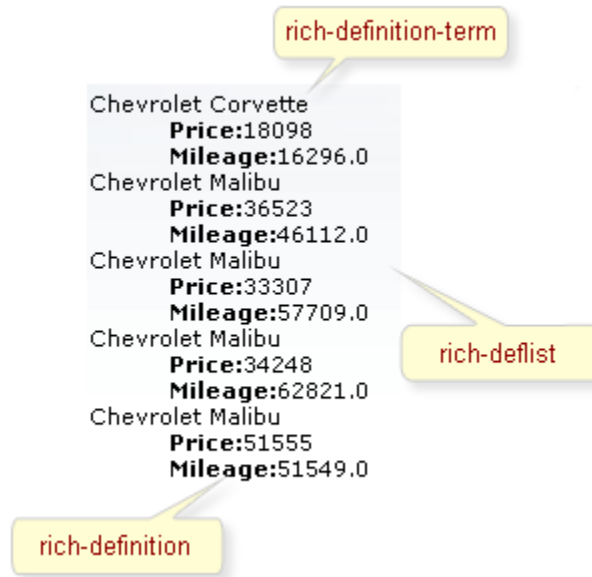 rich-definition-term
Chevrolet Corvette
Price:18098
Mileage:16296.0
Chevrolet Malibu
Price:36523
Mileage:46112.0
Chevrolet Malibu
Price:33307
Mileage:57709.0
Chevrolet Malibu
Price:34248
Mileage:62821.0
Chevrolet Malibu
Price:51555
Mileage:51549.0
rich-deflist
rich-definition